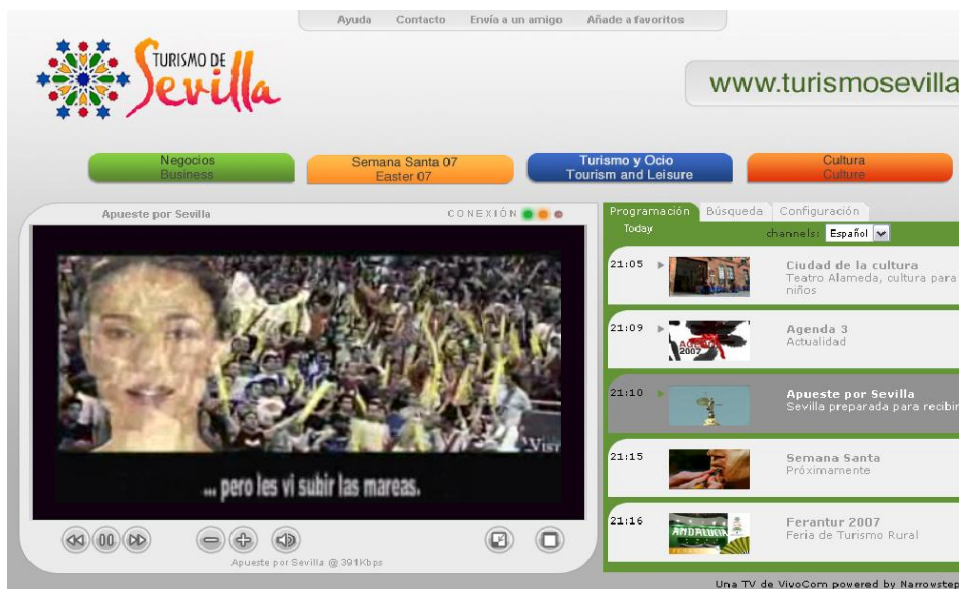 Ayuda Contacto Envía a un amigo Añade a favoritos
TURISMO DE
Sevilla
www.turismosevilla
Negocios
Business
Semana Santa 07
Easter 07
Turismo y Ocio
Tourism and Leisure
Cultura
Culture
Apueste por Sevilla
CONEXIÓN
... pero les vi subir las mareas.
Apueste por Sevilla @ 391Kbps
Programación Búsqueda Configuración
Today
channels: Español
21:05
Ciudad de la cultura
Teatro Alameda, cultura para
niños
21:09
2007
Agenda 3
Actualidad
21:10
Apueste por Sevilla
Sevilla preparada para recibir
21:15
Semana Santa
Próximamente
21:16
ANDALUCIA
Ferantur 2007
Feria de Turismo Rural
Una TV de VivoCom powered by Narrowstep